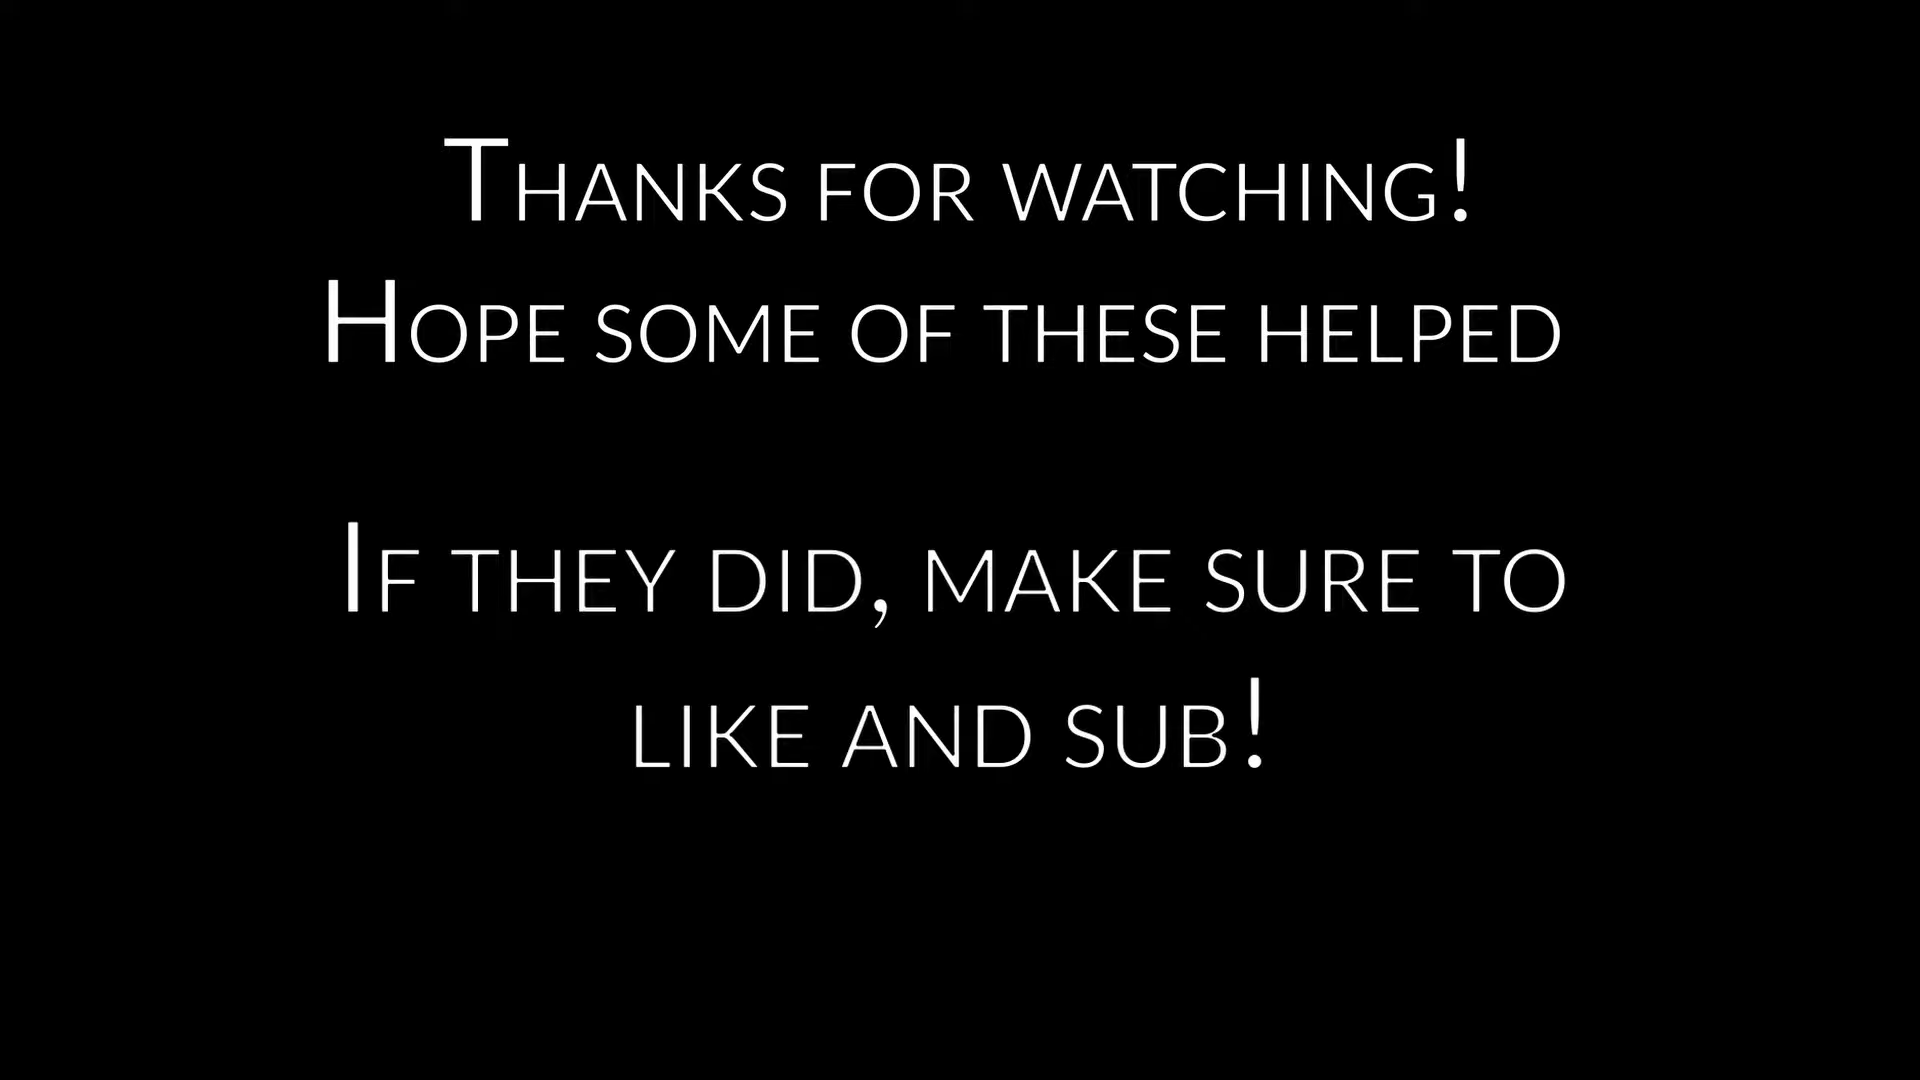 Thanks for watching!
Hope some of these helped
If they did, make sure to
like and sub!